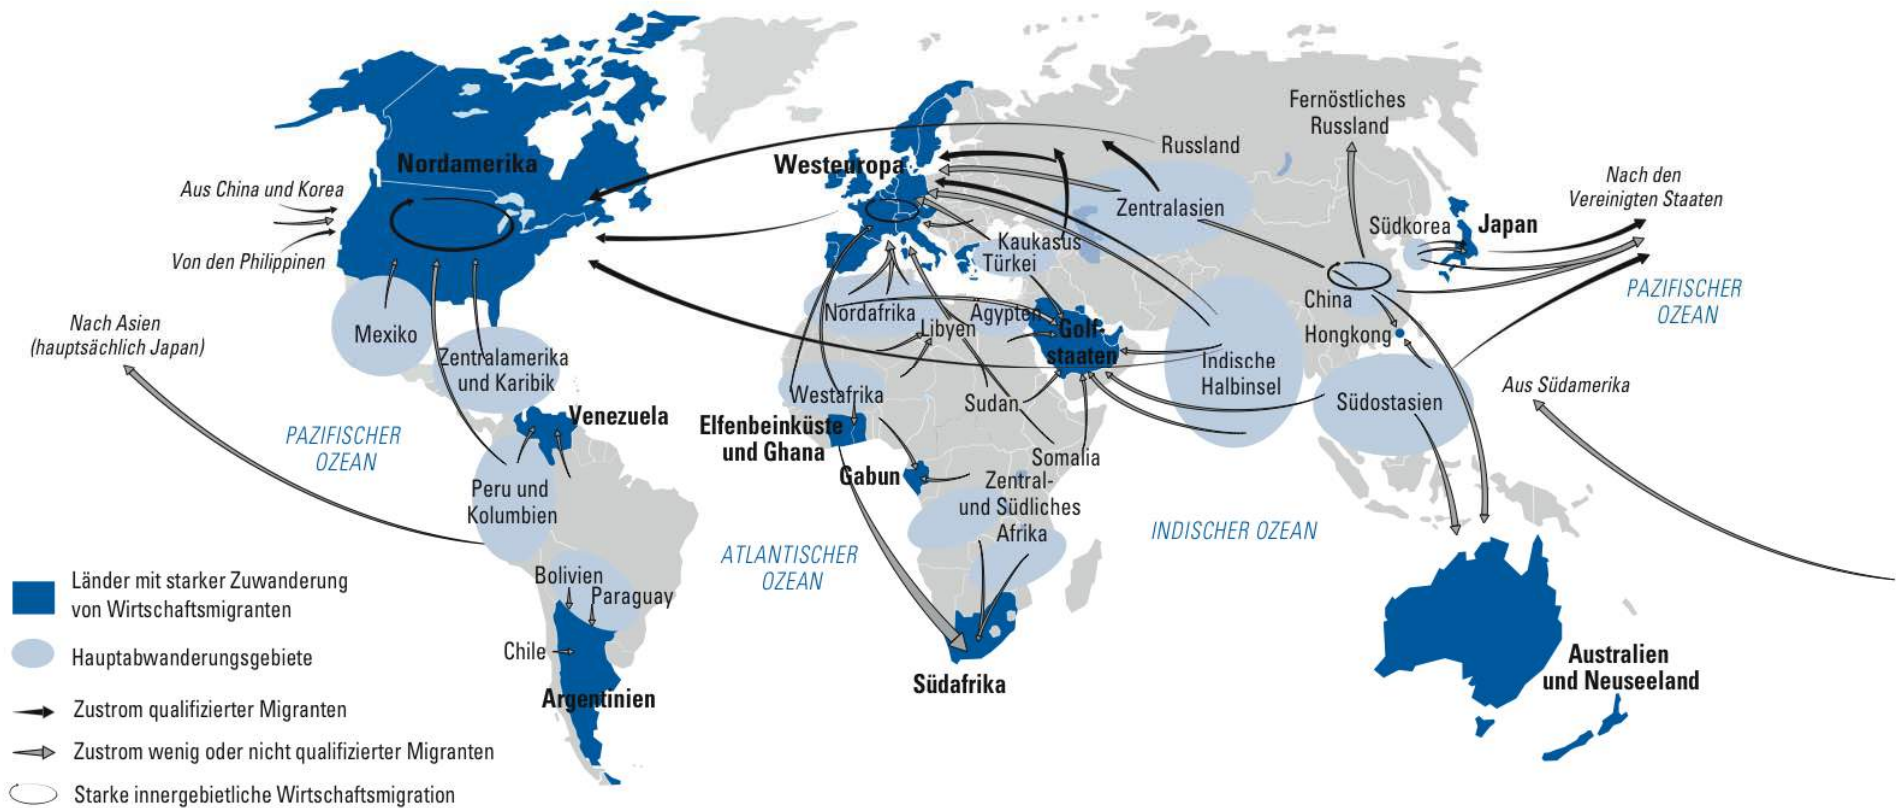 Fernöstliches
Russland
Russland
Nordamerika
Westeuropa
Aus China und Korea
Nach den
Vereinigten Staaten
Zentralasien
Südkorea
Japan
Von den Philippinen
Kaukasus
Türkei
China
PAZIFISCHER
OZEAN
Nach Asien
(hauptsächlich Japan)
Mexiko
Nordafrika
Ägypten
Libyen
Golf-
staaten
Hongkong
Zentralamerika
und Karibik
Indische
Halbinsel
Westafrika
Sudan
Südostasien
Aus Südamerika
Venezuela
Elfenbeinküste
und Ghana
PAZIFISCHER
OZEAN
Somalia
Gabun
Zentral-
und Südliches
Afrika
Peru und
Kolumbien
INDISCHER OZEAN
ATLANTISCHER
OZEAN
Bolivien
Paraguay
Chile
Argentinien
Südafrika
Australien
und Neuseeland
Länder mit starker Zuwanderung
von Wirtschaftsmigranten
Hauptabwanderungsgebiete
Zustrom qualifizierter Migranten
Zustrom wenig oder nicht qualifizierter Migranten
Starke innergebietliche Wirtschaftsmigration